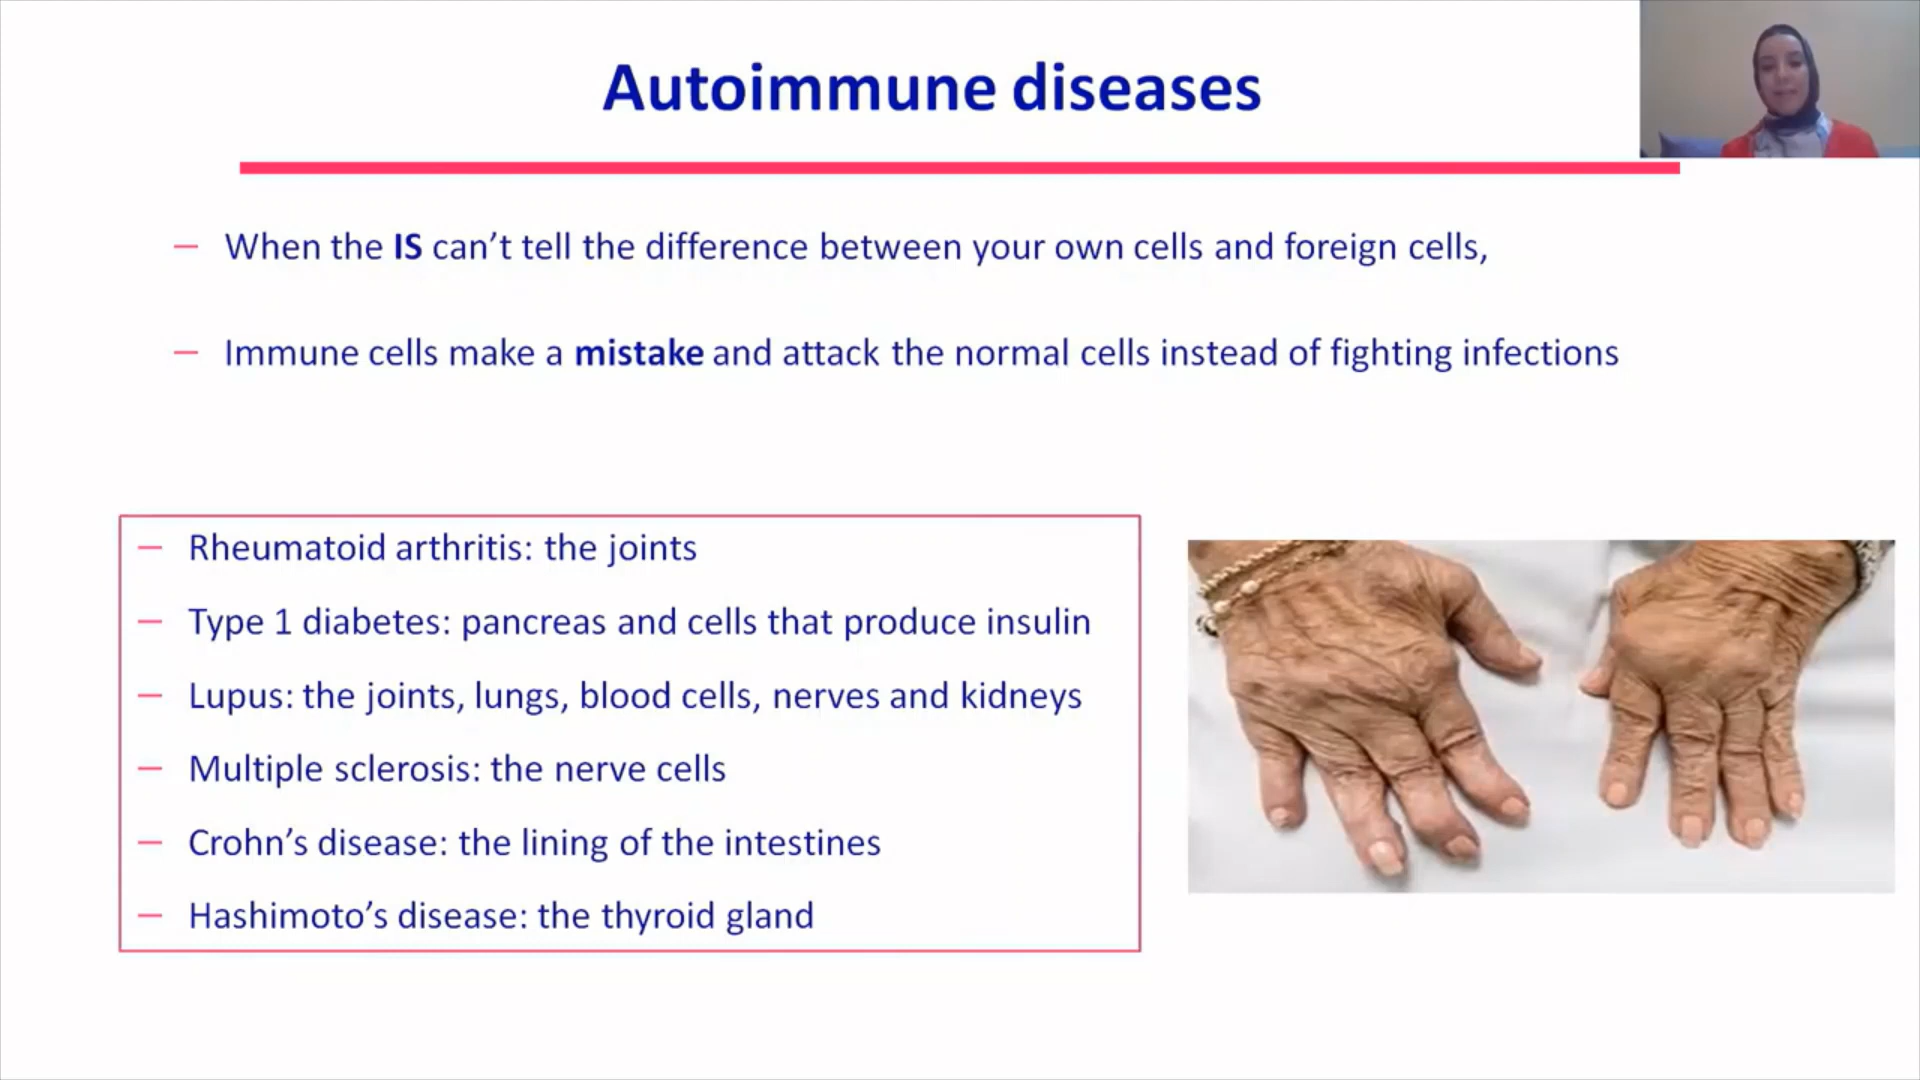 Autoimmune diseases
– When the IS can’t tell the difference between your own cells and foreign cells,
– Immune cells make a mistake and attack the normal cells instead of fighting infections
– Rheumatoid arthritis: the joints
– Type 1 diabetes: pancreas and cells that produce insulin
– Lupus: the joints, lungs, blood cells, nerves and kidneys
– Multiple sclerosis: the nerve cells
– Crohn’s disease: the lining of the intestines
– Hashimoto’s disease: the thyroid gland